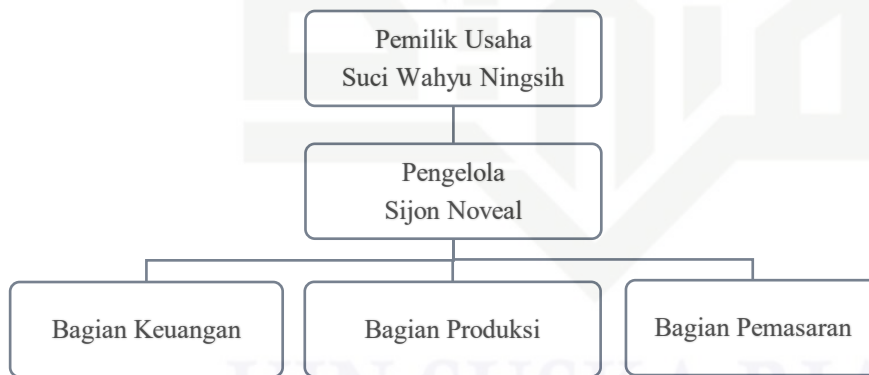 Pemilik Usaha
Suci Wahyu Ningsih
Pengelola
Sijon Noveal
Bagian Keuangan
Bagian Produksi
Bagian Pemasaran